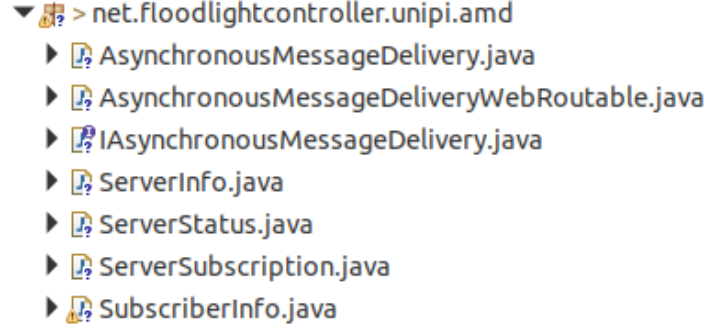 > net.floodlightcontroller.unipi.amd
AsynchronousMessageDelivery.java
AsynchronousMessageDeliveryWebRoutable.java
IAsynchronousMessageDelivery.java
ServerInfo.java
ServerStatus.java
ServerSubscription.java
SubscriberInfo.java